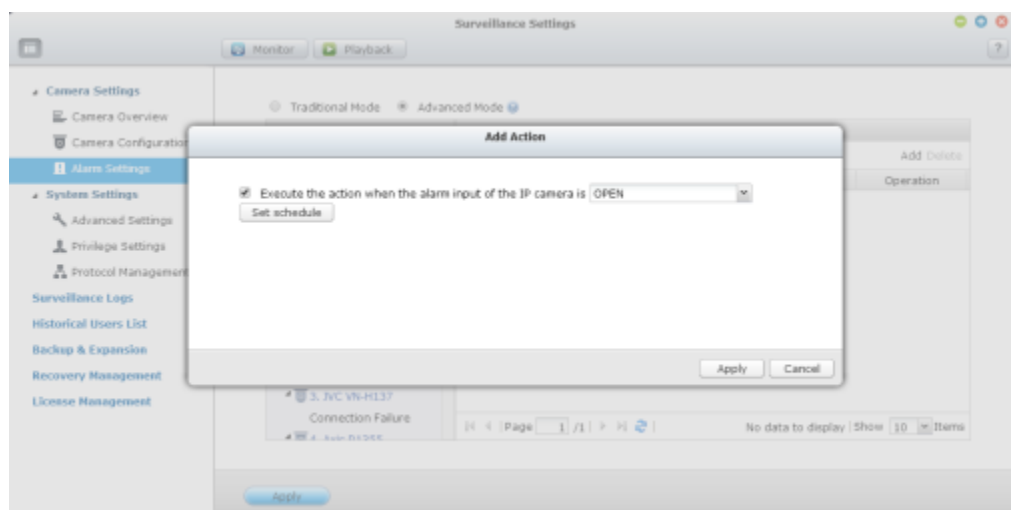 Surveillance Settings
Monitor Playback ?
Camera Settings
Camera Overview
Camera Configuration
Alarm Settings
System Settings
Advanced Settings
Privilege Settings
Protocol Management
Surveillance Logs
Historical Users List
Backup & Expansion
Recovery Management
License Management
Traditional Mode Advanced Mode
Add Delete
Operation
Add Action
Execute the action when the alarm input of the IP camera is OPEN
Set schedule
Apply Cancel
3. JVC VN-H137
Connection Failure
Page 1 /1 No data to display Show 10 Items
Apply